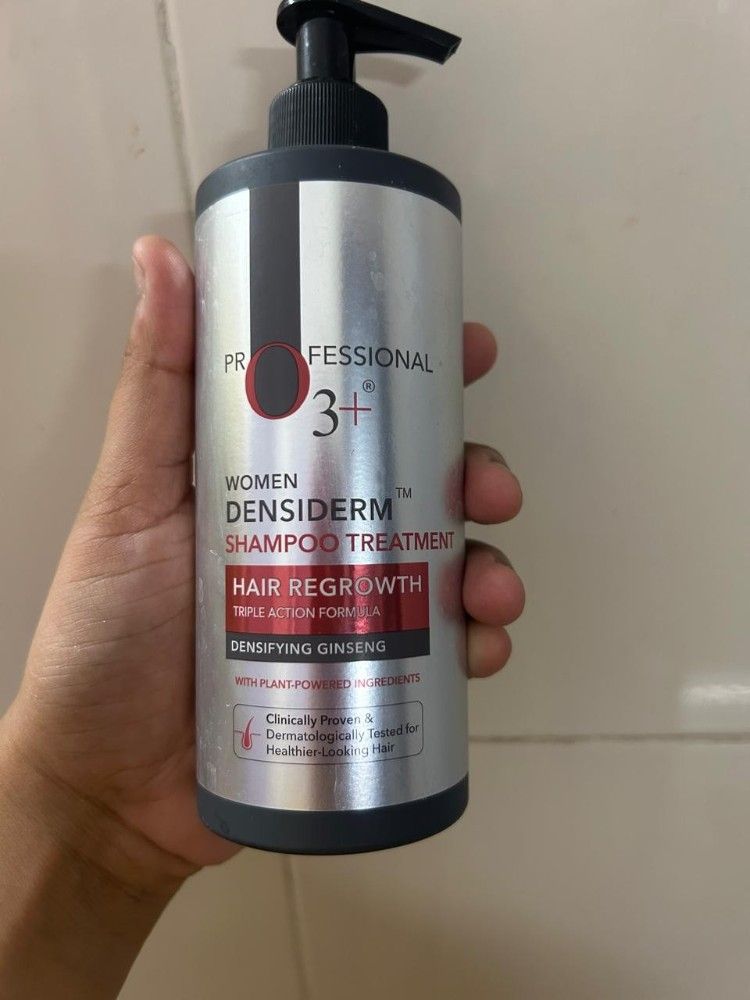 PROFESSIONAL
O3+®
WOMEN
DENSIDERM™
SHAMPOO TREATMENT
HAIR REGROWTH
TRIPLE ACTION FORMULA
DENSIFYING GINSENG
WITH PLANT-POWERED INGREDIENTS
Clinically Proven &
Dermatologically Tested for
Healthier-Looking Hair